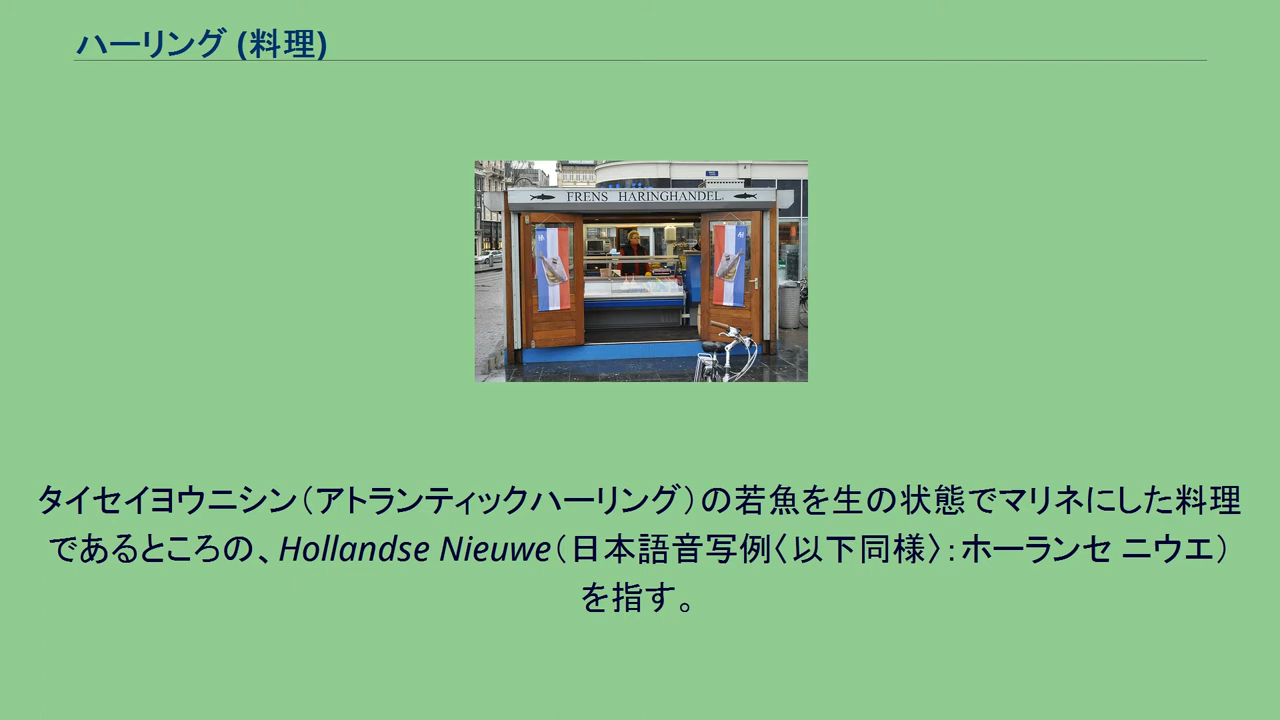 ハーリング (料理)
FRENS HARINGHANDEL.
タイセイヨウニシン（アトランティックハーリング）の若魚を生の状態でマリネにした料理
であるところの、Hollandse Nieuwe（日本語音写例〈以下同様〉：ホーランセ ニウエ）
を指す。